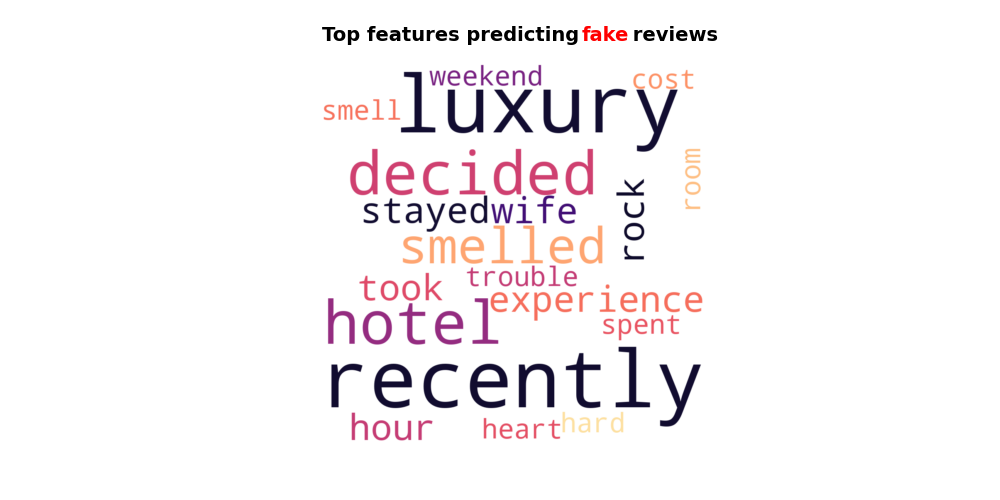 Top features predicting fake reviews
weekend
cost
luxury
smell
decided
room
rock
stayed
wife
smelled
trouble
took
experience
hotel
spent
recently
hour
heart
hard